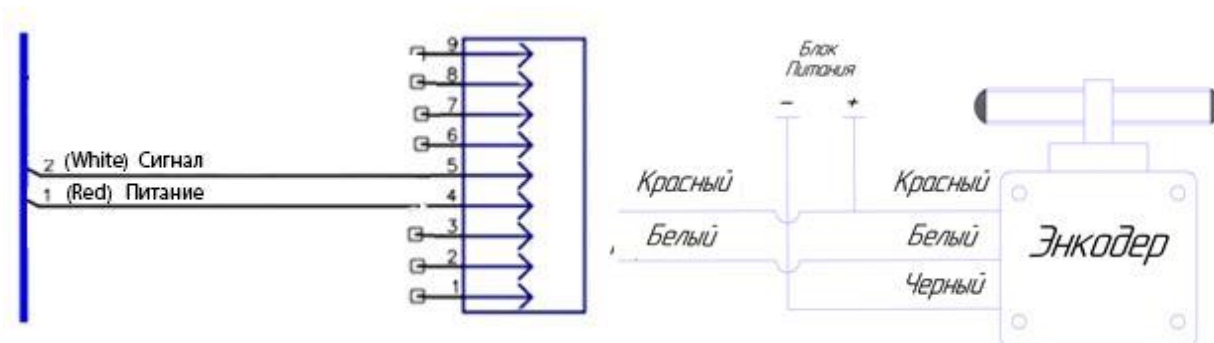 9
8
7
6
2 (White) Сигнал 5
1 (Red) Питание 4
3
2
1
Блок
Питания
- +
Красный Красный
Белый Белый
Черный
Энкодер